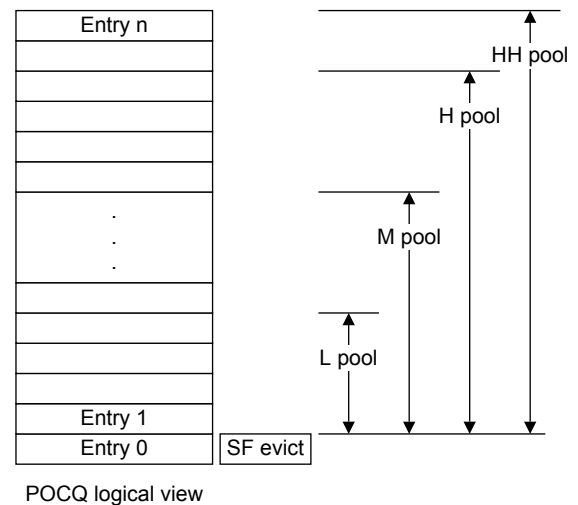 Entry n
HH pool
H pool
M pool
.
.
.
L pool
Entry 1
Entry 0 SF evict
POCQ logical view